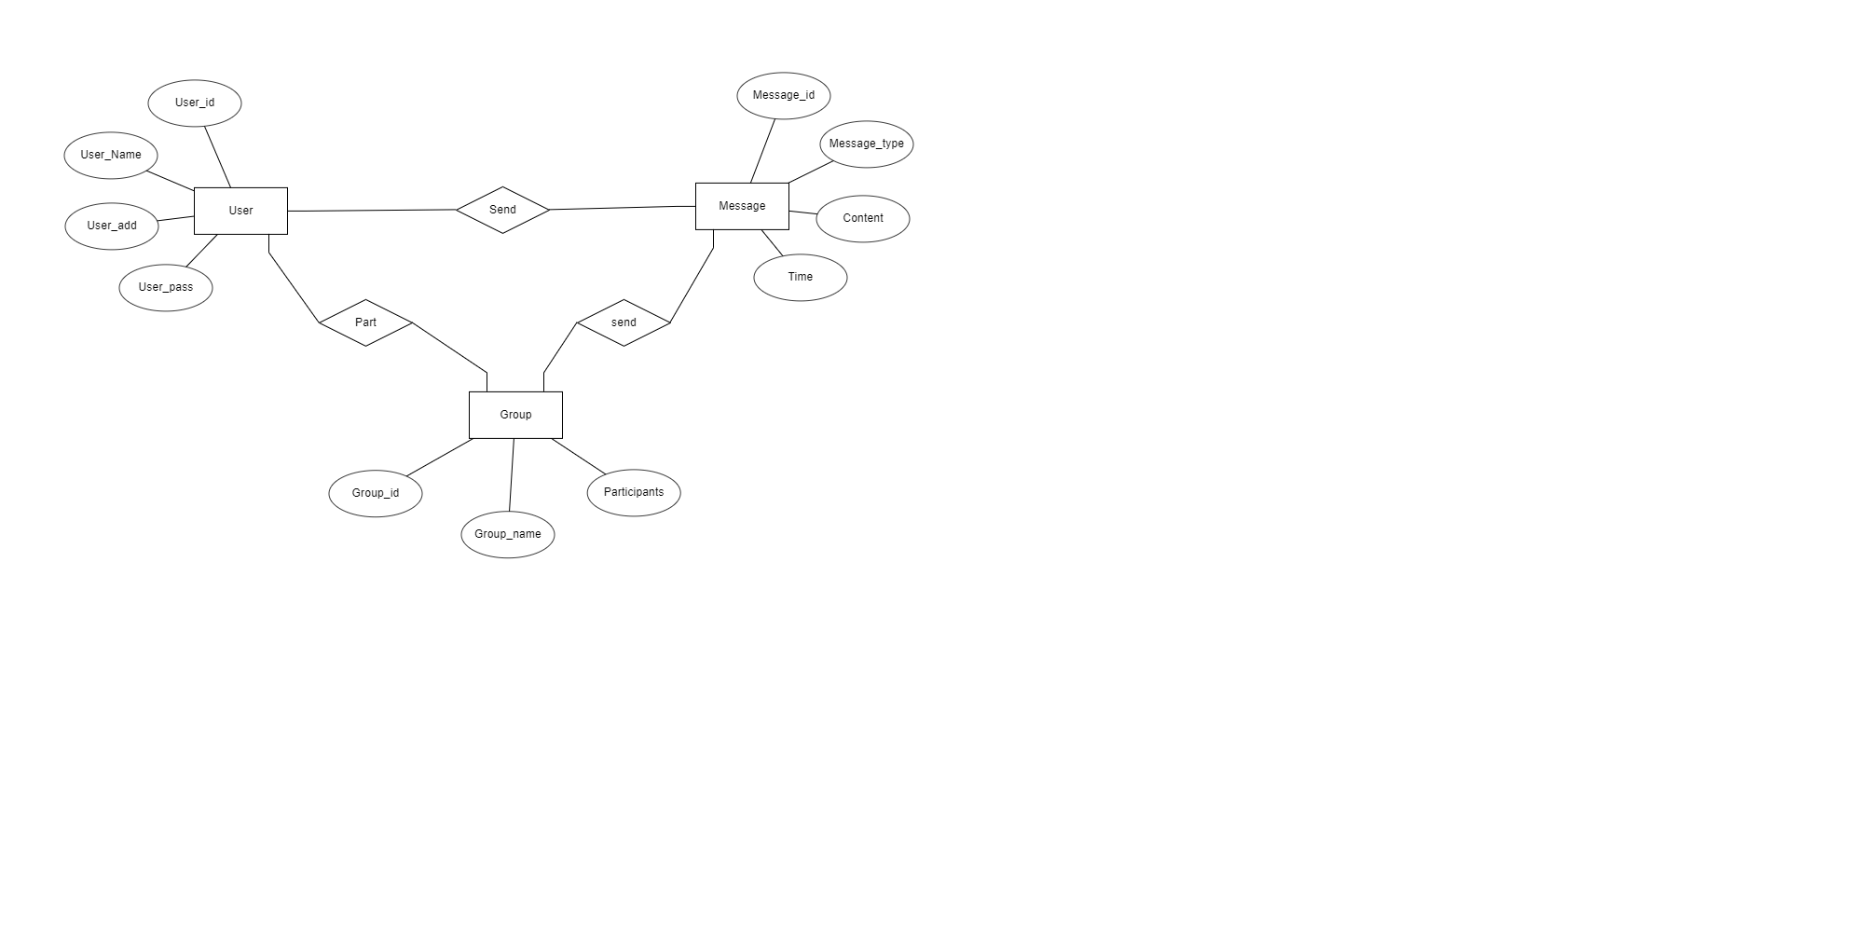 Message_id
User_id
Message_type
User_Name
User
Send
Message
Content
User_add
Time
User_pass
Part
send
Group
Group_id
Participants
Group_name